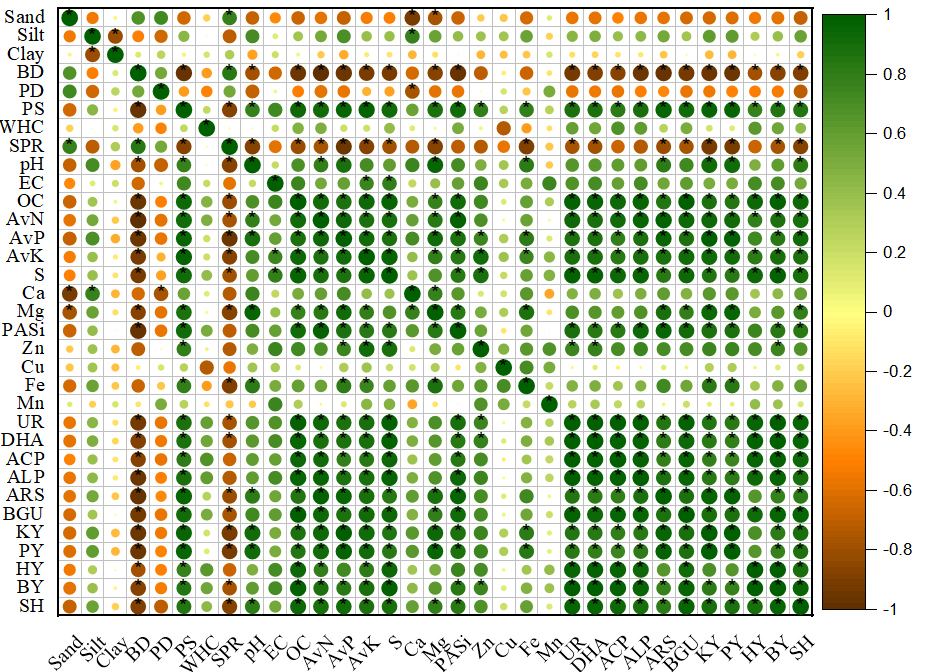 Sand
Silt
Clay
BD
PD
PS
WHC
SPR
pH
EC
OC
AvN
AvP
AvK
S
Ca
Mg
PASi
Zn
Cu
Fe
Mn
UR
DHA
ACP
ALP
ARS
BGU
KY
PY
HY
BY
SH
Sand Silt Clay BD PD PS WHC SPR pH EC OC AvN AvP AvK S Ca Mg PASi Zn Cu Fe Mn UR DHA ACP ALP ARS BGU KY PY HY BY SH
1
0.8
0.6
0.4
0.2
0
-0.2
-0.4
-0.6
-0.8
-1